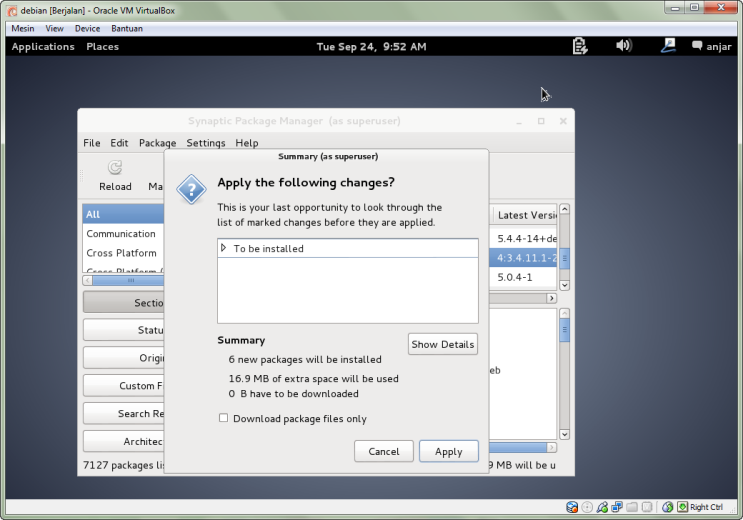 debian [Berjalan] - Oracle VM VirtualBox
Mesin View Device Bantuan
Applications Places Tue Sep 24, 9:52 AM anjar
Synaptic Package Manager (as superuser)
File Edit Package Settings Help
Summary (as superuser)
Reload Ma
Apply the following changes?
This is your last opportunity to look through the
list of marked changes before they are applied.
All
Communication
Cross Platform
To be installed
Latest Versi
5.4.4-14+de
4:3.4.11.1-2
5.0.4-1
Sectio
Statu
Origi
Custom F
Search Re
Architec
Summary
Show Details
6 new packages will be installed
16.9 MB of extra space will be used
0 B have to be downloaded
Download package files only
Cancel Apply
eb
7127 packages li
9 MB will be u
Right Ctrl